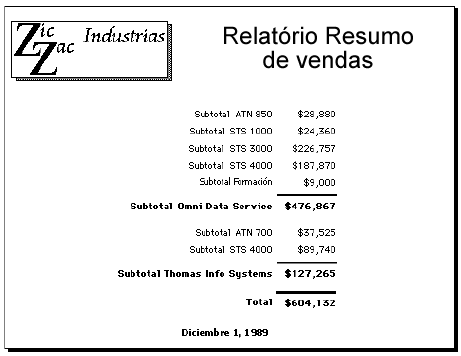 Zic Zac Industrias
Relatório Resumo
de vendas
Subtotal ATN 850 $28,880
Subtotal STS 1000 $24,360
Subtotal STS 3000 $226,757
Subtotal STS 4000 $187,870
Subtotal Formación $9,000
Subtotal Omni Data Service $476,867
Subtotal ATN 700 $37,525
Subtotal STS 4000 $89,740
Subtotal Thomas Info Systems $127,265
Total $604,132
Diciembre 1, 1989